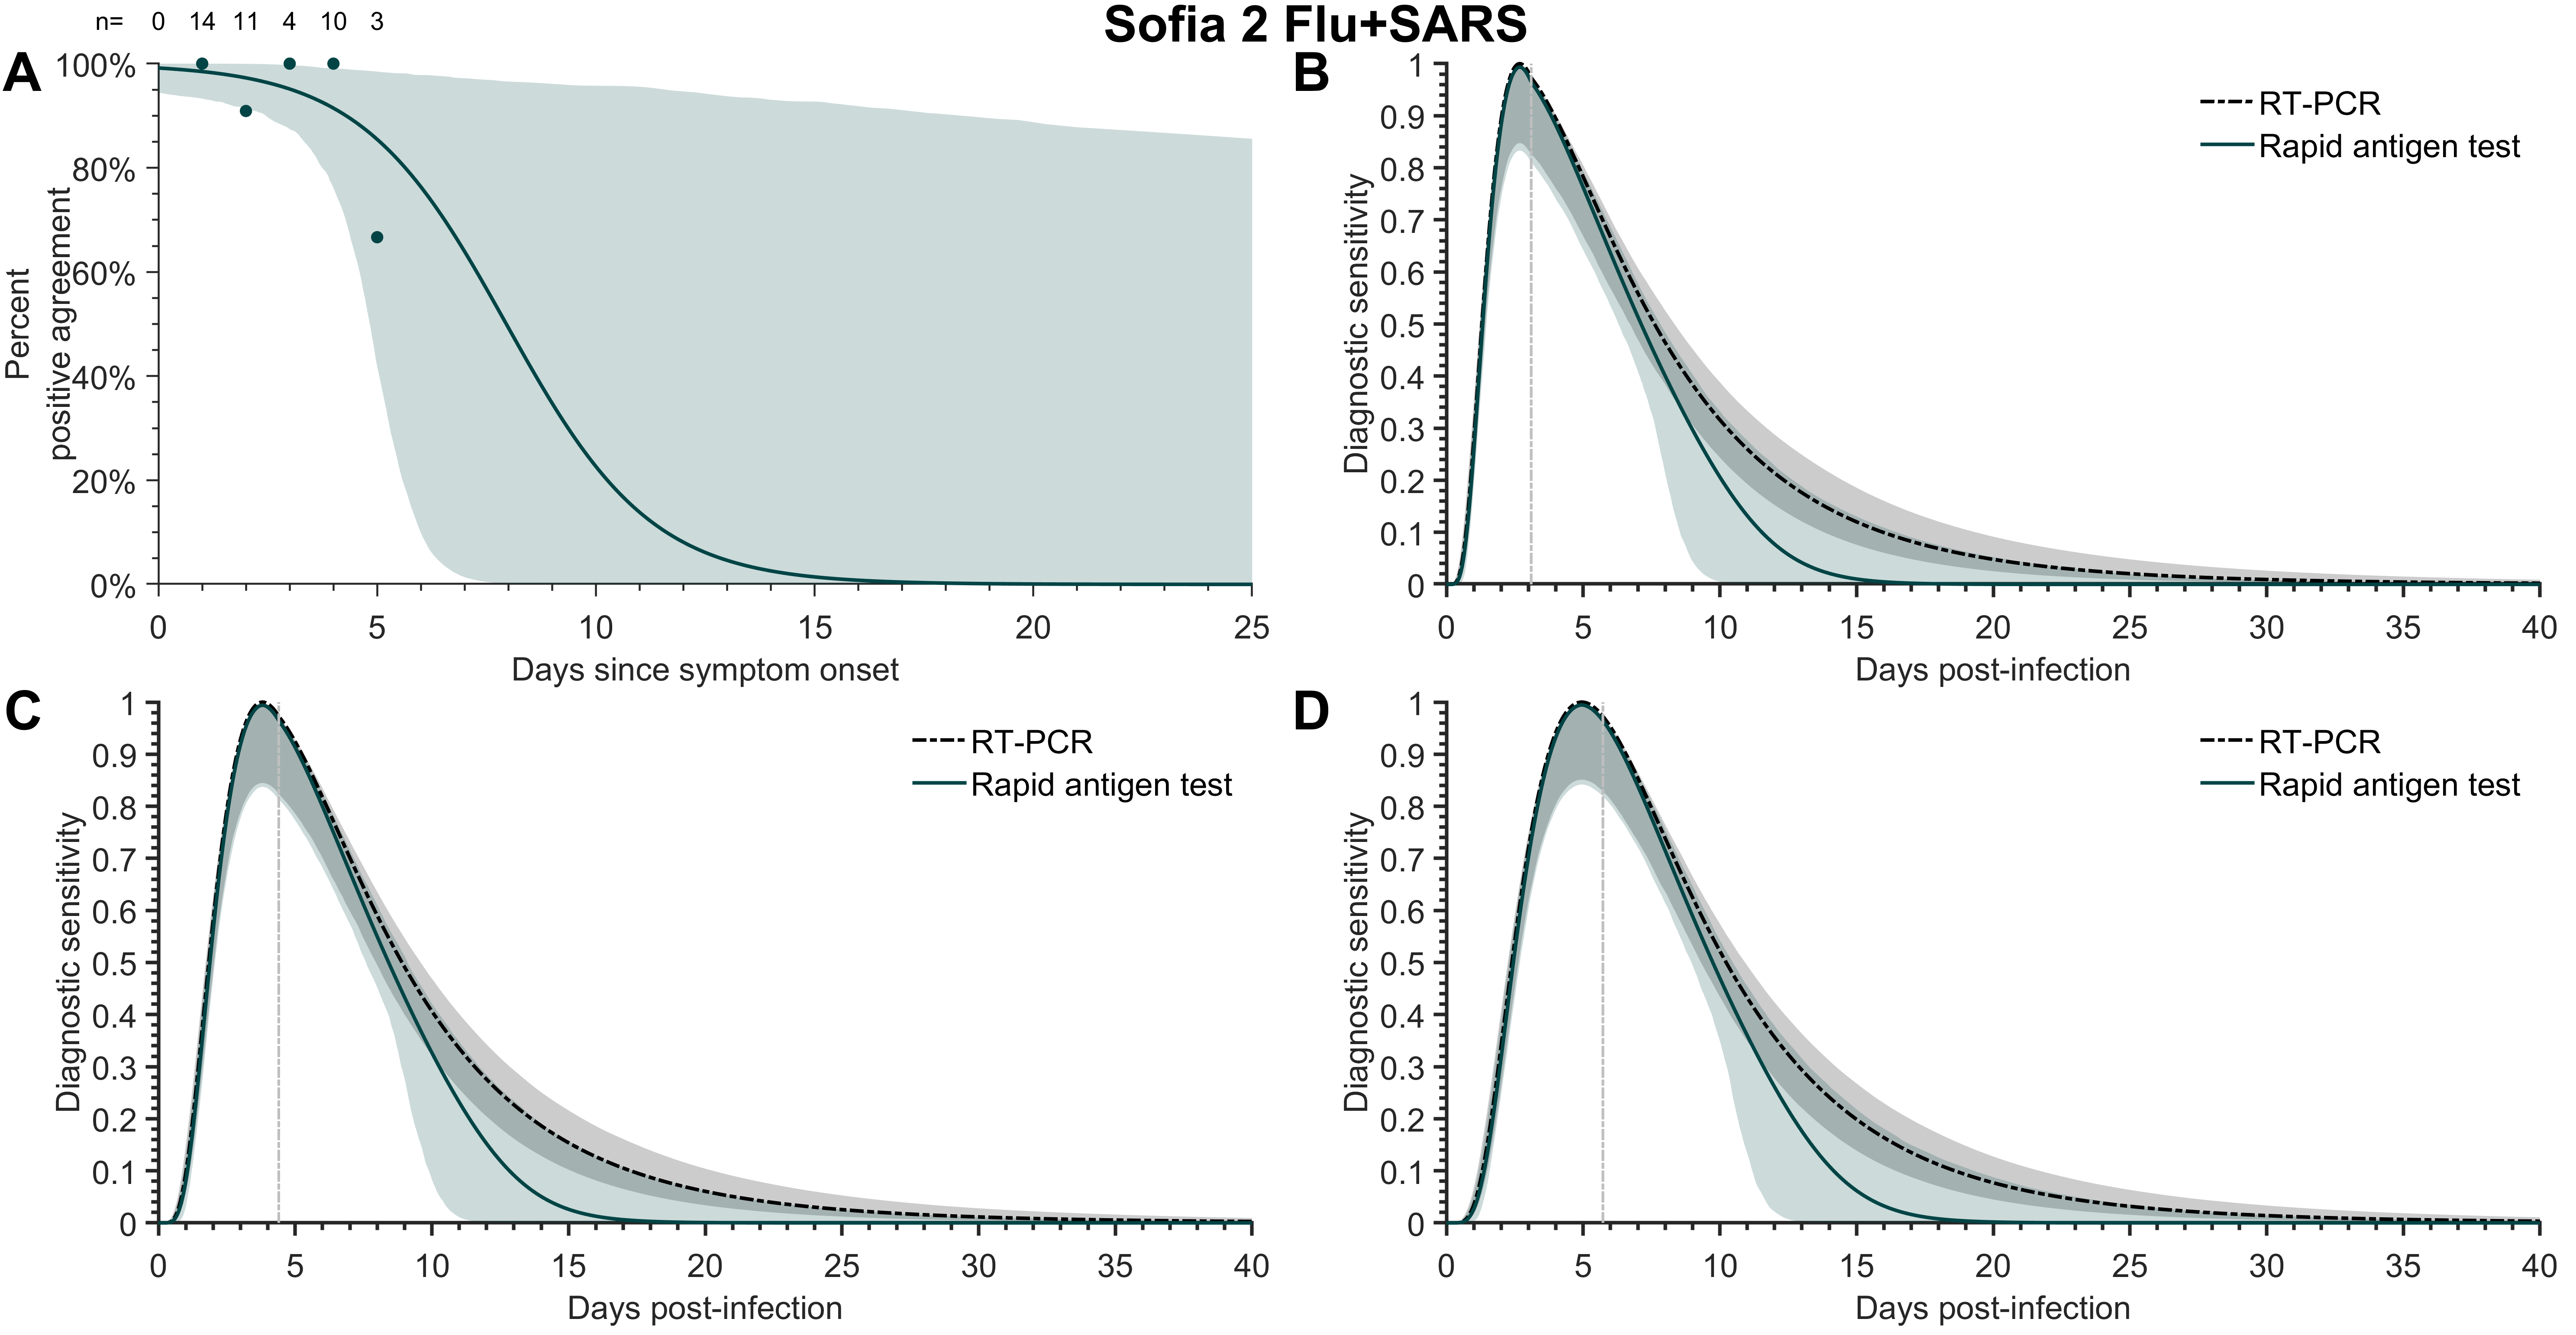 Sofia 2 Flu+SARS
n= 0 14 11 4 10 3
A
100%
80%
60%
40%
20%
0%
Percent
positive agreement
0 5 10 15 20 25
Days since symptom onset
B
1
0.9
0.8
0.7
0.6
0.5
0.4
0.3
0.2
0.1
0
Diagnostic sensitivity
RT-PCR
Rapid antigen test
0 5 10 15 20 25 30 35 40
Days post-infection
C
1
0.9
0.8
0.7
0.6
0.5
0.4
0.3
0.2
0.1
0
Diagnostic sensitivity
RT-PCR
Rapid antigen test
0 5 10 15 20 25 30 35 40
Days post-infection
D
1
0.9
0.8
0.7
0.6
0.5
0.4
0.3
0.2
0.1
0
Diagnostic sensitivity
RT-PCR
Rapid antigen test
0 5 10 15 20 25 30 35 40
Days post-infection